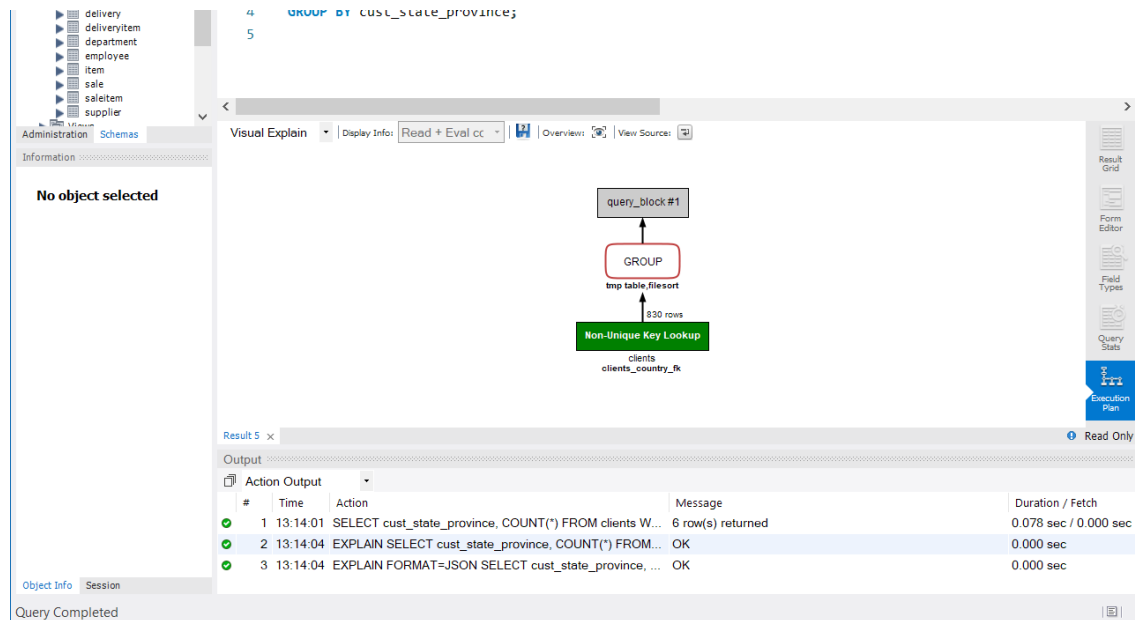 delivery
deliveryitem
department
employee
item
sale
saleitem
supplier
Views
Administration Schemas
Information
No object selected
Object Info Session
4 GROUP BY cust_state_province;
5
Visual Explain Display Info: Read + Eval cc Overview: View Source:
query_block #1
GROUP
tmp table,filesort
830 rows
Non-Unique Key Lookup
clients
clients_country_fk
Result
Grid
Form
Editor
Field
Types
Query
Stats
Execution
Plan
Result 5 Read Only
Output
Action Output
# Time Action Message Duration / Fetch
1 13:14:01 SELECT cust_state_province, COUNT(*) FROM clients W... 6 row(s) returned 0.078 sec / 0.000 sec
2 13:14:04 EXPLAIN SELECT cust_state_province, COUNT(*) FROM... OK 0.000 sec
3 13:14:04 EXPLAIN FORMAT=JSON SELECT cust_state_province, ... OK 0.000 sec
Query Completed